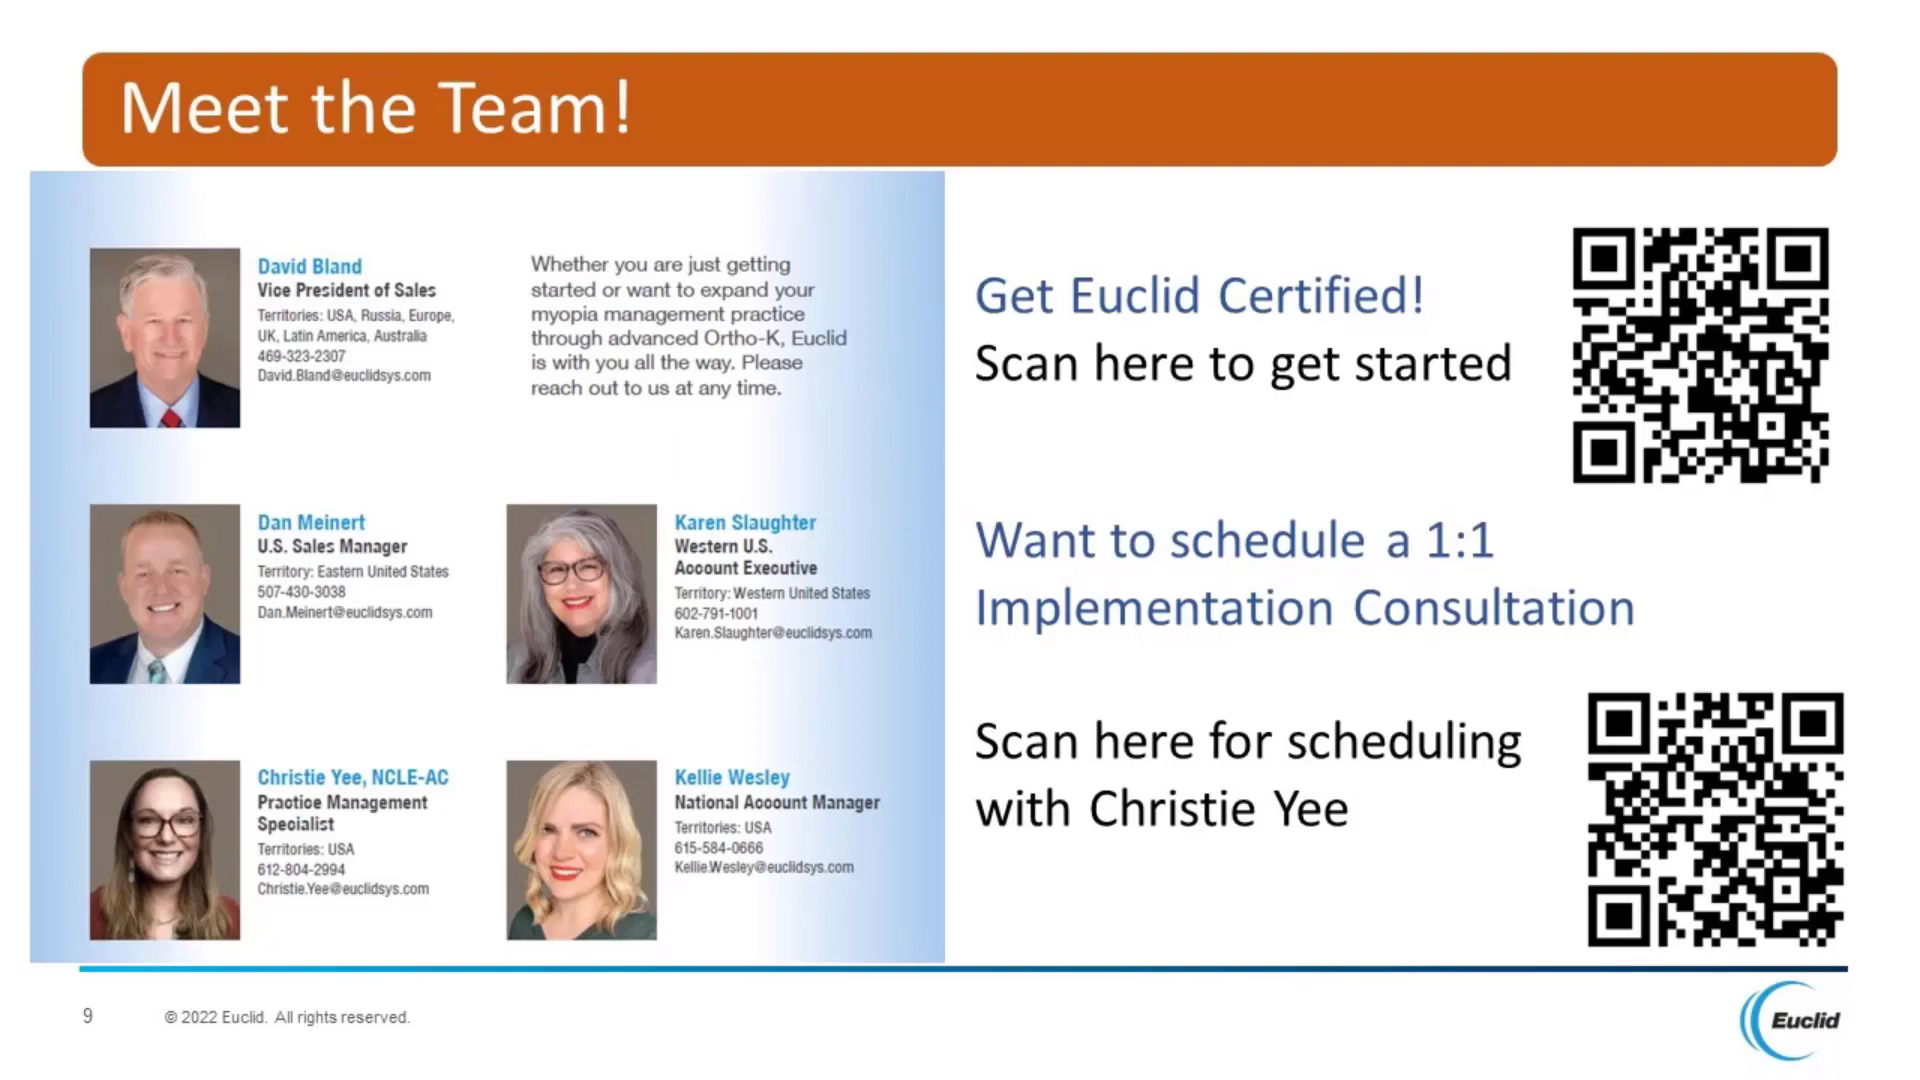 Meet the Team!
David Bland
Vice President of Sales
Territories: USA, Russia, Europe,
UK, Latin America, Australia
469-323-2307
David.Bland@euclidsys.com
Whether you are just getting
started or want to expand your
myopia management practice
through advanced Ortho-K, Euclid
is with you all the way. Please
reach out to us at any time.
Dan Meinert
U.S. Sales Manager
Territory: Eastern United States
507-430-3038
Dan.Meinert@euclidsys.com
Karen Slaughter
Western U.S.
Account Executive
Territory: Western United States
602-791-1001
Karen.Slaughter@euclidsys.com
Christie Yee, NCLE-AC
Practice Management
Specialist
Territories: USA
612-804-2994
Christie.Yee@euclidsys.com
Kellie Wesley
National Account Manager
Territories: USA
615-584-0666
Kellie.Wesley@euclidsys.com
Get Euclid Certified!
Scan here to get started
Want to schedule a 1:1
Implementation Consultation
Scan here for scheduling
with Christie Yee
9
© 2022 Euclid. All rights reserved.
Euclid